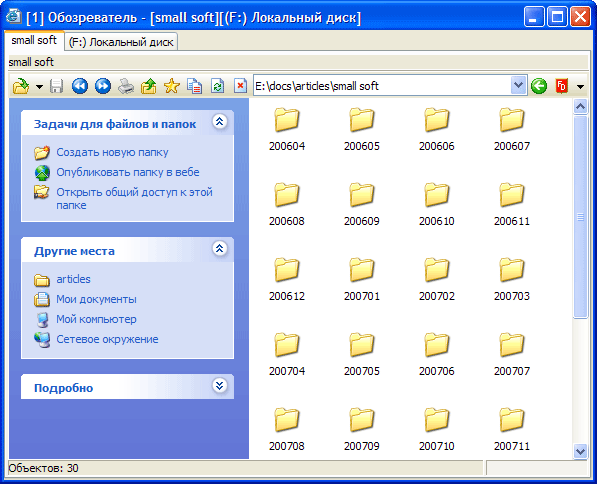 [1] Обозреватель - [small soft][(F:) Локальный диск]
small soft (F:) Локальный диск
small soft
E:\docs\articles\small soft
Задачи для файлов и папок
Создать новую папку
Опубликовать папку в вебе
Открыть общий доступ к этой
папке
Другие места
articles
Мои документы
Мой компьютер
Сетевое окружение
Подробно
200604 200605 200606 200607
200608 200609 200610 200611
200612 200701 200702 200703
200704 200705 200706 200707
200708 200709 200710 200711
Объектов: 30